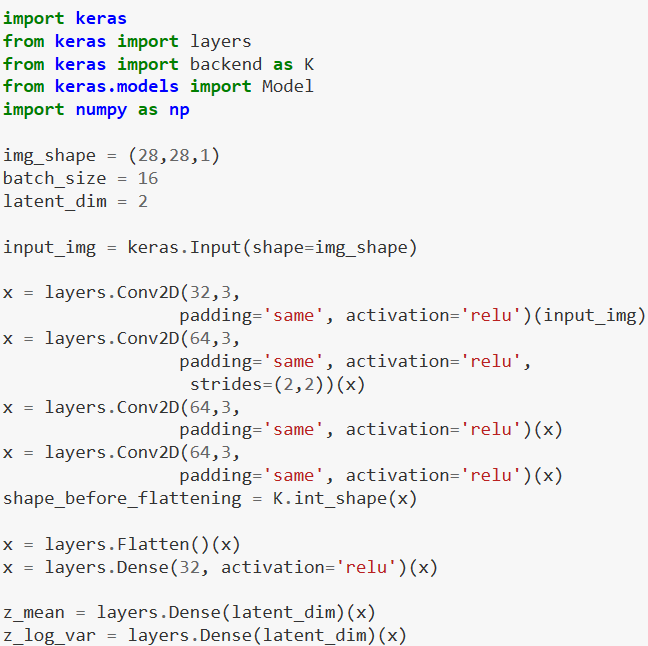 import keras
from keras import layers
from keras import backend as K
from keras.models import Model
import numpy as np

img_shape = (28,28,1)
batch_size = 16
latent_dim = 2

input_img = keras.Input(shape=img_shape)

x = layers.Conv2D(32,3,
                 padding='same', activation='relu')(input_img)
x = layers.Conv2D(64,3,
                 padding='same', activation='relu',
                  strides=(2,2))(x)
x = layers.Conv2D(64,3,
                 padding='same', activation='relu')(x)
x = layers.Conv2D(64,3,
                 padding='same', activation='relu')(x)
shape_before_flattening = K.int_shape(x)

x = layers.Flatten()(x)
x = layers.Dense(32, activation='relu')(x)

z_mean = layers.Dense(latent_dim)(x)
z_log_var = layers.Dense(latent_dim)(x)